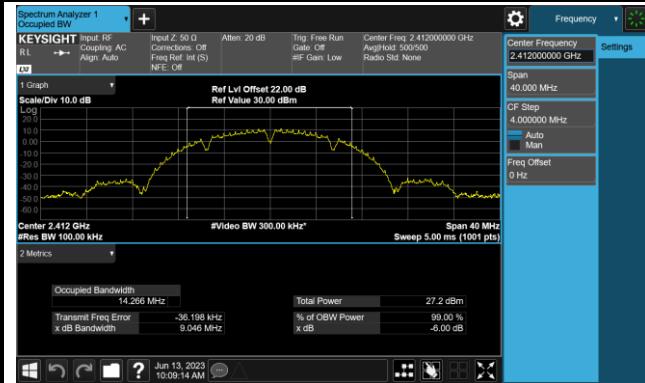 Spectrum Analyzer 1
Occupied BW
+
Frequency
KEYSIGHT
RL
Input: RF
Coupling: AC
Align: Auto
Input Z: 50 Ω
Corrections: Off
Freq Ref: Int (S)
NFE: Off
Atten: 20 dB
Trig: Free Run
Gate: Off
#IF Gain: Low
Center Freq: 2.412000000 GHz
Avg|Hold: 500/500
Radio Std: None
Center Frequency
2.412000000 GHz
Settings
Span
40.000 MHz
CF Step
4.000000 MHz
Auto
Man
Freq Offset
0 Hz
1 Graph
Scale/Div 10.0 dB
Ref Lvl Offset 22.00 dB
Ref Value 30.00 dBm
Log
20.0
10.0
0.00
-10.0
-20.0
-30.0
-40.0
-50.0
-60.0
Center 2.412 GHz
#Res BW 100.00 kHz
#Video BW 300.00 kHz*
Span 40 MHz
Sweep 5.00 ms (1001 pts)
2 Metrics
Occupied Bandwidth
14.266 MHz
Total Power 27.2 dBm
Transmit Freq Error -36.198 kHz
% of OBW Power 99.00 %
x dB Bandwidth 9.046 MHz
x dB -6.00 dB
?
Jun 13, 2023
10:09:14 AM